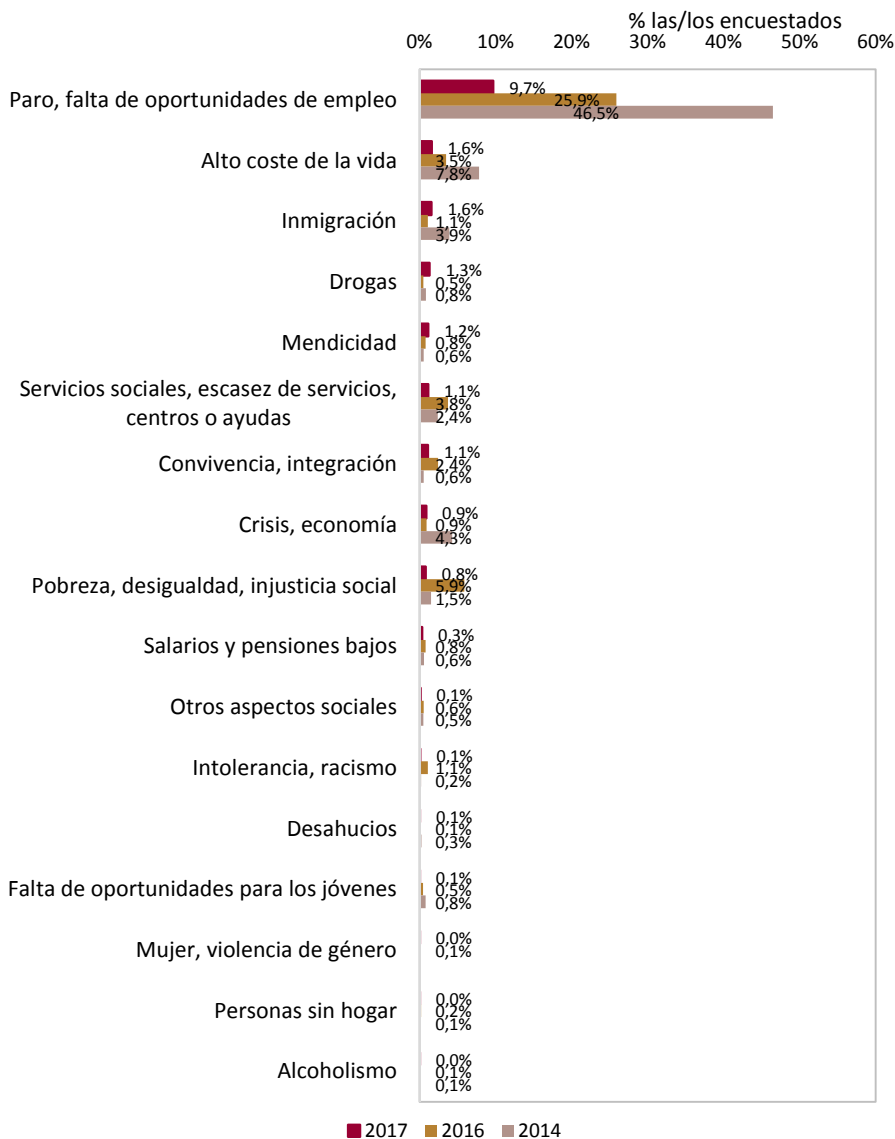 % las/los encuestados
0% 10% 20% 30% 40% 50% 60%
Paro, falta de oportunidades de empleo
9,7%
25,9%
46,5%
Alto coste de la vida
1,6%
3,5%
7,8%
Inmigración
1,6%
1,1%
3,9%
Drogas
1,3%
0,5%
0,8%
Mendicidad
1,2%
0,8%
0,6%
Servicios sociales, escasez de servicios,
centros o ayudas
1,1%
3,8%
2,4%
Convivencia, integración
1,1%
2,4%
0,6%
Crisis, economía
0,9%
0,9%
4,3%
Pobreza, desigualdad, injusticia social
0,8%
5,9%
1,5%
Salarios y pensiones bajos
0,3%
0,8%
0,6%
Otros aspectos sociales
0,1%
0,6%
0,5%
Intolerancia, racismo
0,1%
1,1%
0,2%
Desahucios
0,1%
0,1%
0,3%
Falta de oportunidades para los jóvenes
0,1%
0,5%
0,8%
Mujer, violencia de género
0,0%
0,1%
Personas sin hogar
0,0%
0,2%
0,1%
Alcoholismo
0,0%
0,1%
0,1%
2017 2016 2014